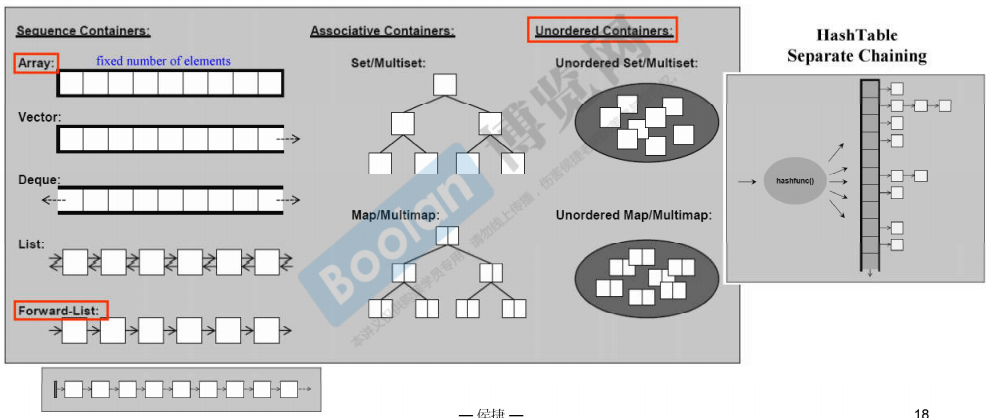 Sequence Containers:
Array:
fixed number of elements
Vector:
Deque:
List:
Forward-List:
Associative Containers:
Set/Multiset:
Map/Multimap:
Unordered Containers:
Unordered Set/Multiset:
Unordered Map/Multimap:
HashTable
Separate Chaining
hashfunc()
Boolan 博览网
— 侯捷 —
18